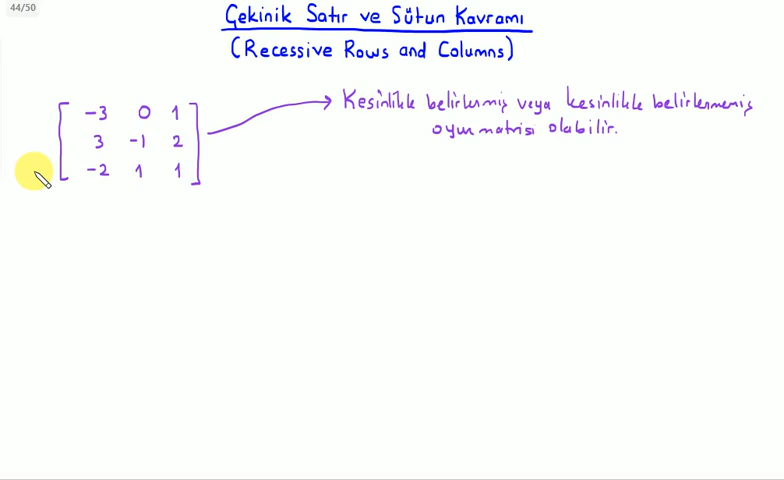 44/50
Çekinik Satır ve Sütun Kavramı
(Recessive Rows and Columns)
-3 0 1
3 -1 2
-2 1 1
Kesinlikle belirlenmiş veya kesinlikle belirlenmemiş
oyun matrisi olabilir.